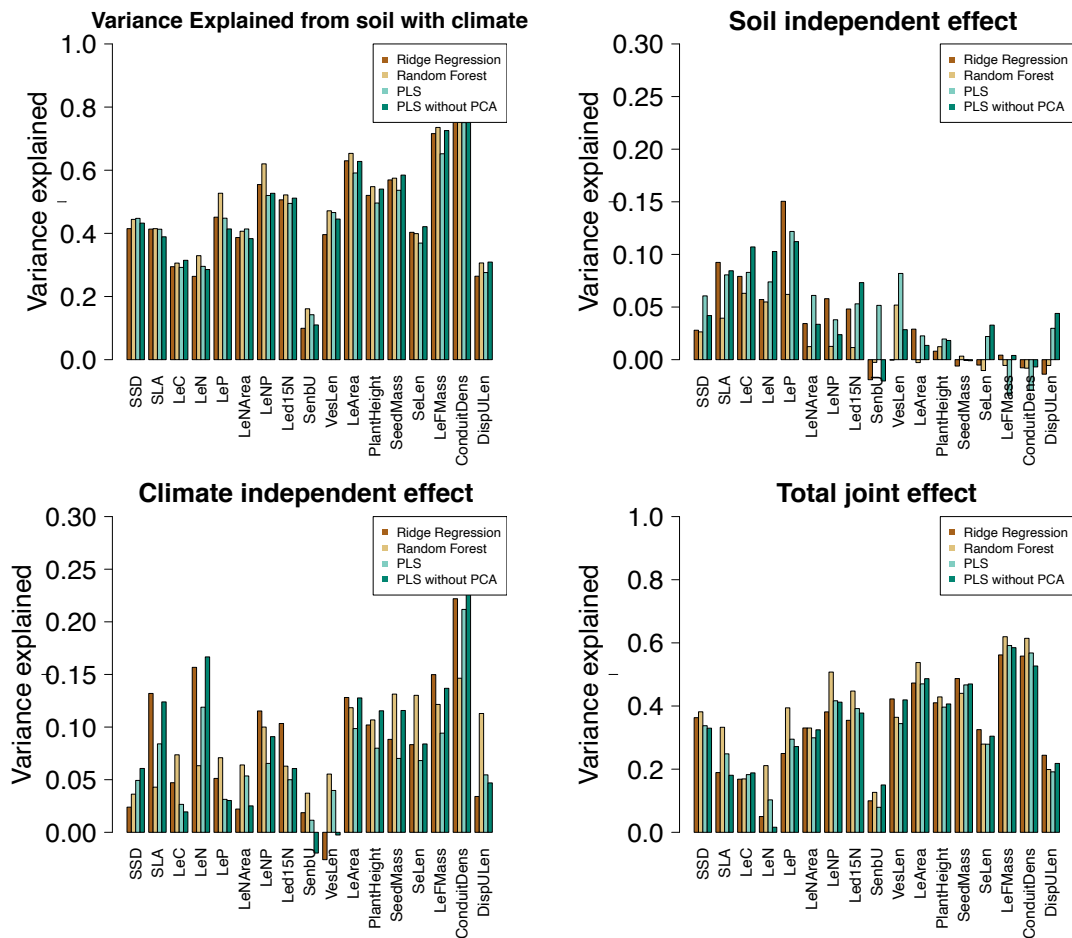 Variance Explained from soil with climate
Variance explained
1.0
0.8
0.6
0.4
0.2
0.0
Ridge Regression
Random Forest
PLS
PLS without PCA
SSD
SLA
LeC
LeN
LeP
LeNArea
LeNP
Led15N
SenbU
VesLen
LeArea
PlantHeight
SeedMass
SeLen
LeFMass
ConduitDens
DispULen
Soil independent effect
Variance explained
0.30
0.25
0.20
0.15
0.10
0.05
0.00
Ridge Regression
Random Forest
PLS
PLS without PCA
SSD
SLA
LeC
LeN
LeP
LeNArea
LeNP
Led15N
SenbU
VesLen
LeArea
PlantHeight
SeedMass
SeLen
LeFMass
ConduitDens
DispULen
Climate independent effect
Variance explained
0.30
0.25
0.20
0.15
0.10
0.05
0.00
Ridge Regression
Random Forest
PLS
PLS without PCA
SSD
SLA
LeC
LeN
LeP
LeNArea
LeNP
Led15N
SenbU
VesLen
LeArea
PlantHeight
SeedMass
SeLen
LeFMass
ConduitDens
DispULen
Total joint effect
Variance explained
1.0
0.8
0.6
0.4
0.2
0.0
Ridge Regression
Random Forest
PLS
PLS without PCA
SSD
SLA
LeC
LeN
LeP
LeNArea
LeNP
Led15N
SenbU
VesLen
LeArea
PlantHeight
SeedMass
SeLen
LeFMass
ConduitDens
DispULen